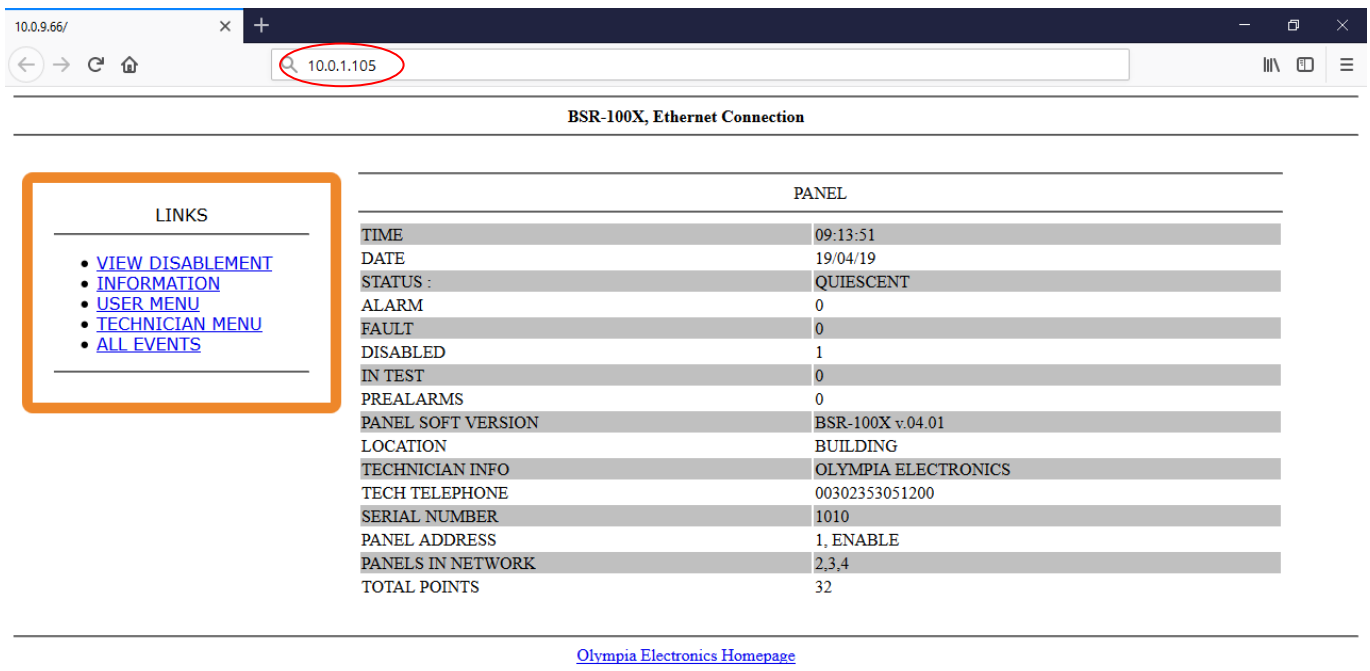 10.0.9.66/
10.0.1.105
BSR-100X, Ethernet Connection
LINKS
VIEW DISABLEMENT
INFORMATION
USER MENU
TECHNICIAN MENU
ALL EVENTS
PANEL
TIME 09:13:51
DATE 19/04/19
STATUS : QUIESCENT
ALARM 0
FAULT 0
DISABLED 1
IN TEST 0
PREALARMS 0
PANEL SOFT VERSION BSR-100X v.04.01
LOCATION BUILDING
TECHNICIAN INFO OLYMPIA ELECTRONICS
TECH TELEPHONE 00302353051200
SERIAL NUMBER 1010
PANEL ADDRESS 1, ENABLE
PANELS IN NETWORK 2,3,4
TOTAL POINTS 32
Olympia Electronics Homepage